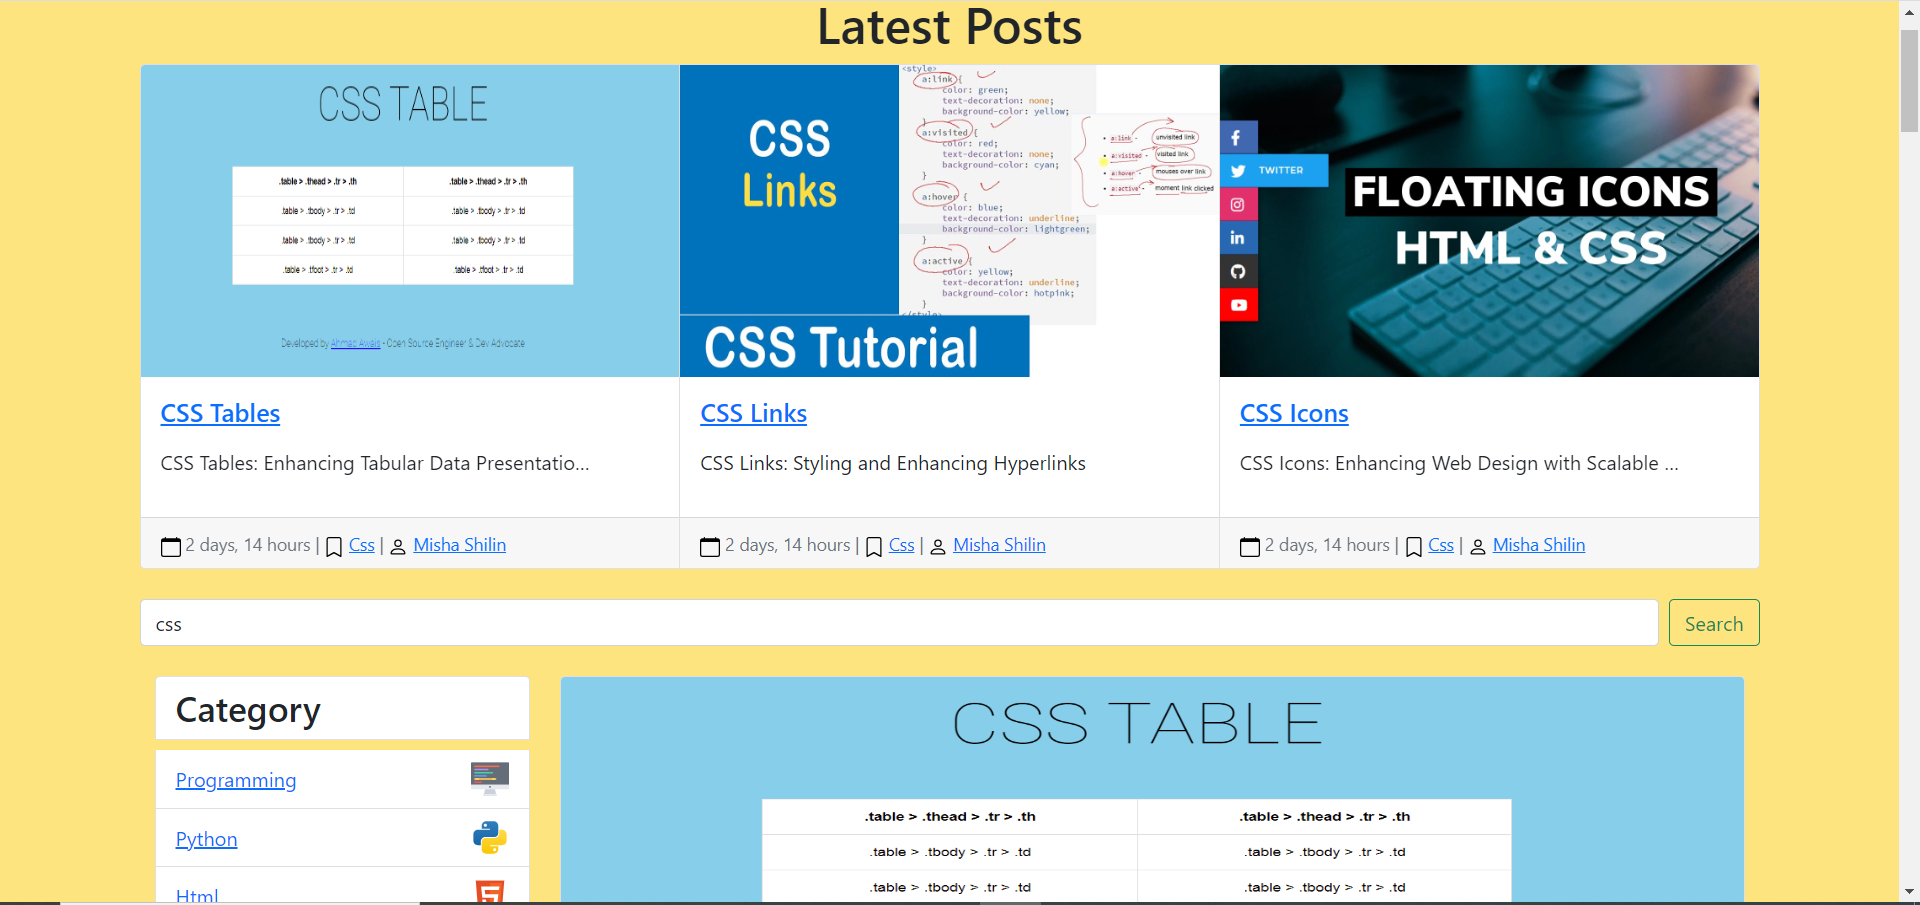 Latest Posts
CSS TABLE
.table > .thead > .tr > .th
.table > .thead > .tr > .th
.table > .tbody > .tr > .td
.table > .tbody > .tr > .td
.table > .tbody > .tr > .td
.table > .tbody > .tr > .td
.table > .tfoot > .tr > .td
.table > .tfoot > .tr > .td
Developed by Ahmad Awais - Open Source Engineer & Dev Advocate
CSS
Links
<style>
a:link {
color: green;
text-decoration: none;
background-color: yellow;
}
a:visited {
color: red;
text-decoration: none;
background-color: cyan;
}
a:hover {
color: blue;
text-decoration: underline;
background-color: lightgreen;
}
a:active {
color: yellow;
text-decoration: underline;
background-color: hotpink;
}
</style>
• a:link - unvisited link
• a:visited - visited link
• a:hover - mouses over link
• a:active - moment link clicked
CSS Tutorial
TWITTER
FLOATING ICONS
HTML & CSS
CSS Tables
CSS Tables: Enhancing Tabular Data Presentatio…
2 days, 14 hours | Css | Misha Shilin
CSS Links
CSS Links: Styling and Enhancing Hyperlinks
2 days, 14 hours | Css | Misha Shilin
CSS Icons
CSS Icons: Enhancing Web Design with Scalable …
2 days, 14 hours | Css | Misha Shilin
css
Search
Category
Programming
Python
Html
CSS TABLE
.table > .thead > .tr > .th
.table > .thead > .tr > .th
.table > .tbody > .tr > .td
.table > .tbody > .tr > .td
.table > .tbody > .tr > .td
.table > .tbody > .tr > .td